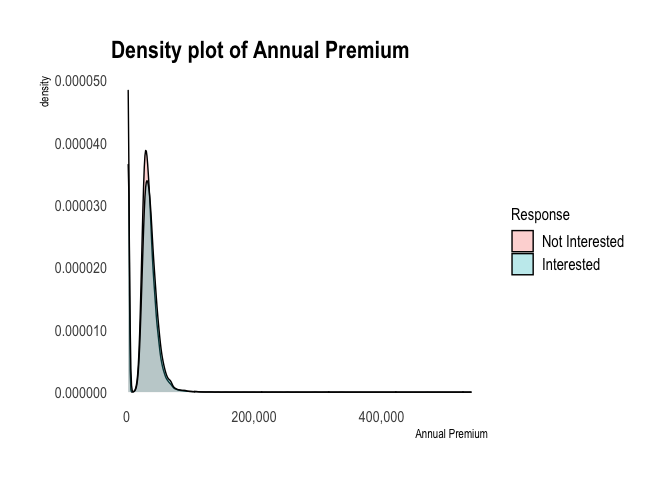 Density plot of Annual Premium
density
0.000050
0.000040
0.000030
0.000020
0.000010
0.000000
0 200,000 400,000
Annual Premium
Response
Not Interested
Interested